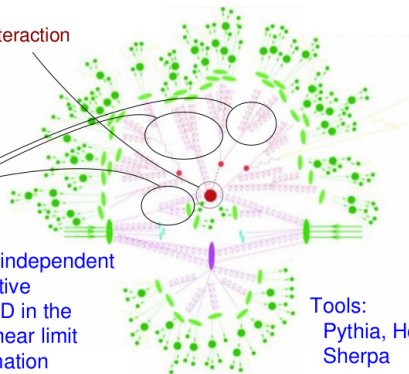 teraction
independent
tive
D in the
near limit
nation
Tools:
Pythia, He
Sherpa